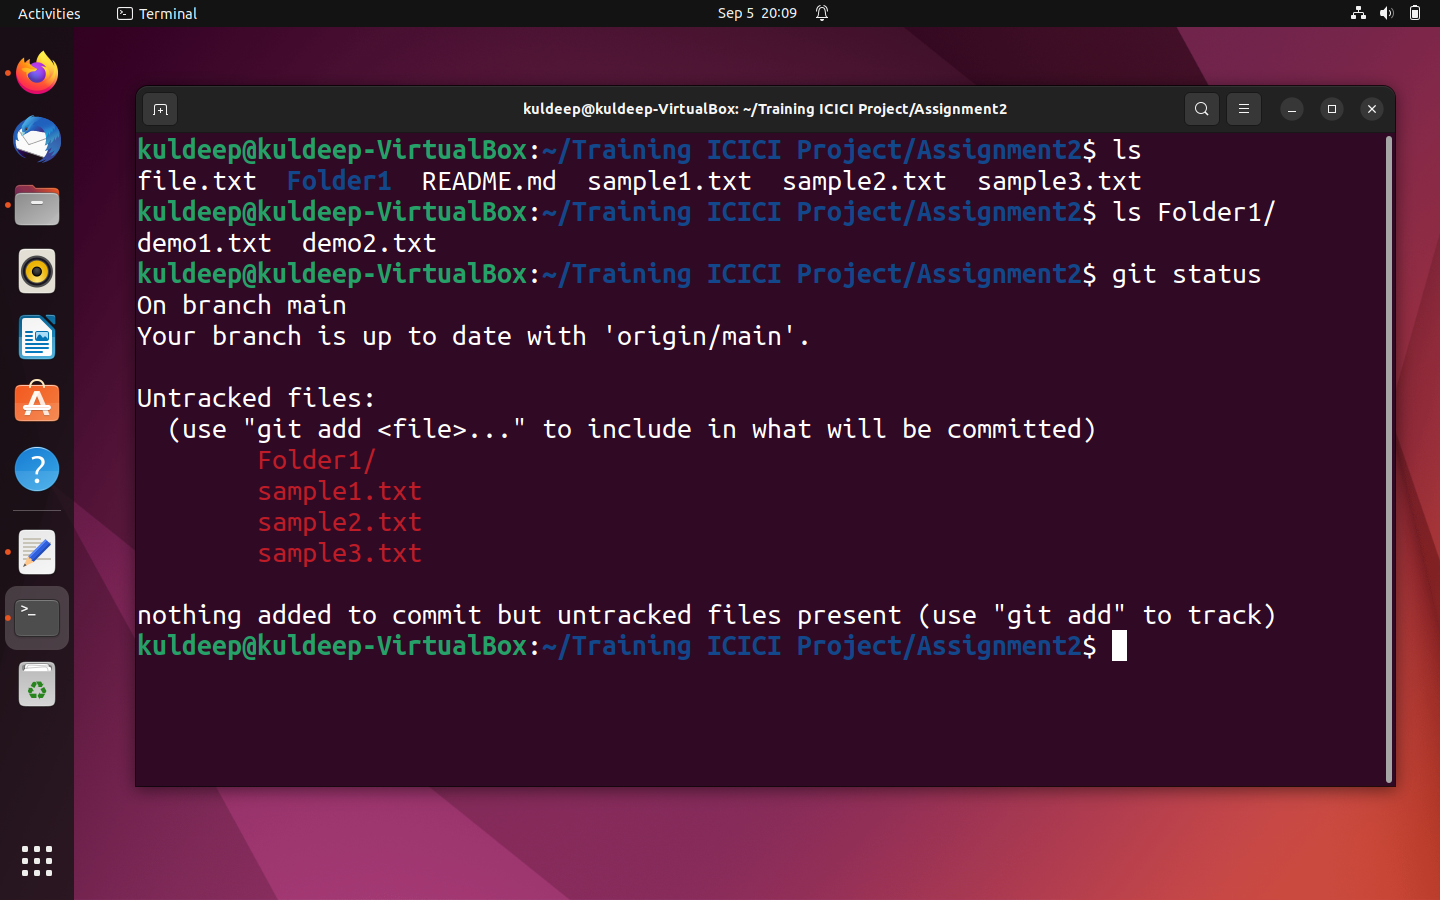 Activities Terminal Sep 5 20:09
kuldeep@kuldeep-VirtualBox: ~/Training ICICI Project/Assignment2
kuldeep@kuldeep-VirtualBox:~/Training ICICI Project/Assignment2$ ls
file.txt  Folder1  README.md  sample1.txt  sample2.txt  sample3.txt
kuldeep@kuldeep-VirtualBox:~/Training ICICI Project/Assignment2$ ls Folder1/
demo1.txt  demo2.txt
kuldeep@kuldeep-VirtualBox:~/Training ICICI Project/Assignment2$ git status
On branch main
Your branch is up to date with 'origin/main'.
Untracked files:
  (use "git add <file>..." to include in what will be committed)
        Folder1/
        sample1.txt
        sample2.txt
        sample3.txt
nothing added to commit but untracked files present (use "git add" to track)
kuldeep@kuldeep-VirtualBox:~/Training ICICI Project/Assignment2$